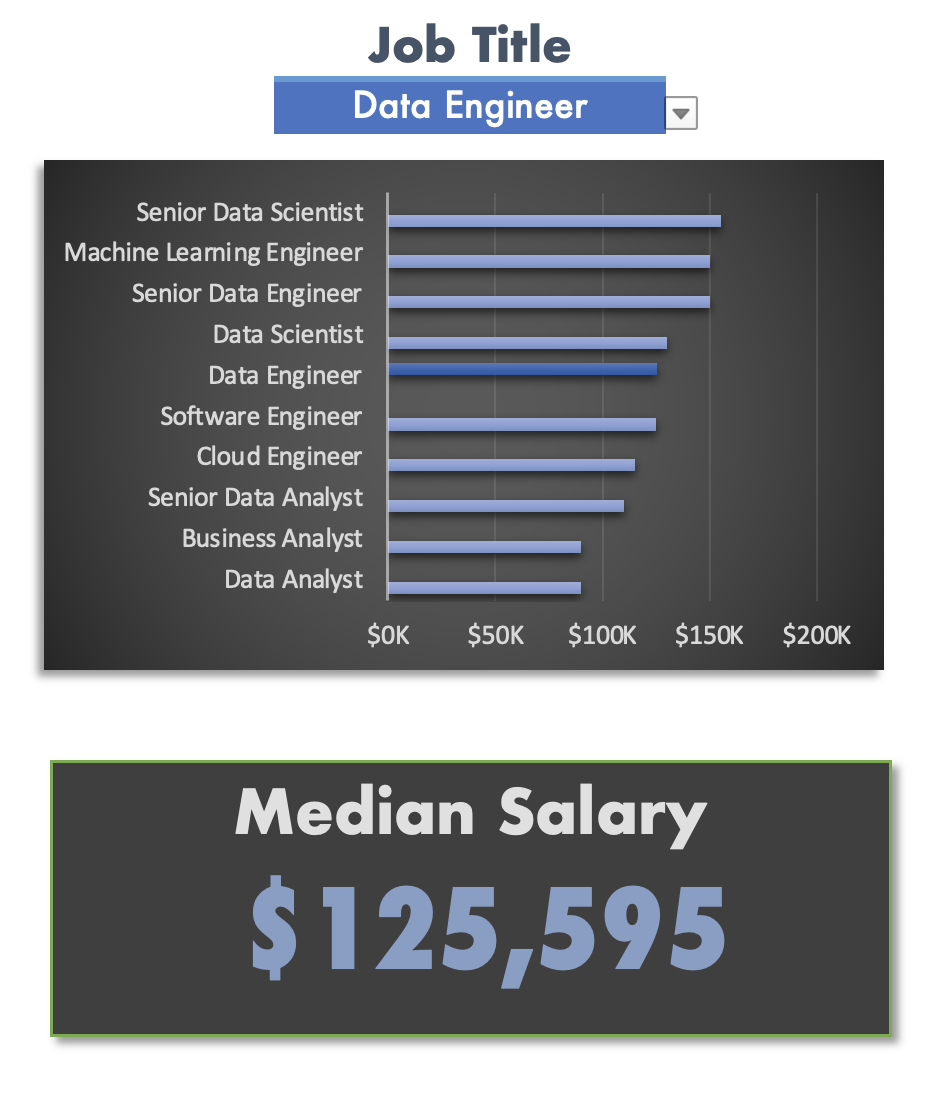 Job Title
Data Engineer
Senior Data Scientist
Machine Learning Engineer
Senior Data Engineer
Data Scientist
Data Engineer
Software Engineer
Cloud Engineer
Senior Data Analyst
Business Analyst
Data Analyst
$0K $50K $100K $150K $200K
Median Salary
$125,595